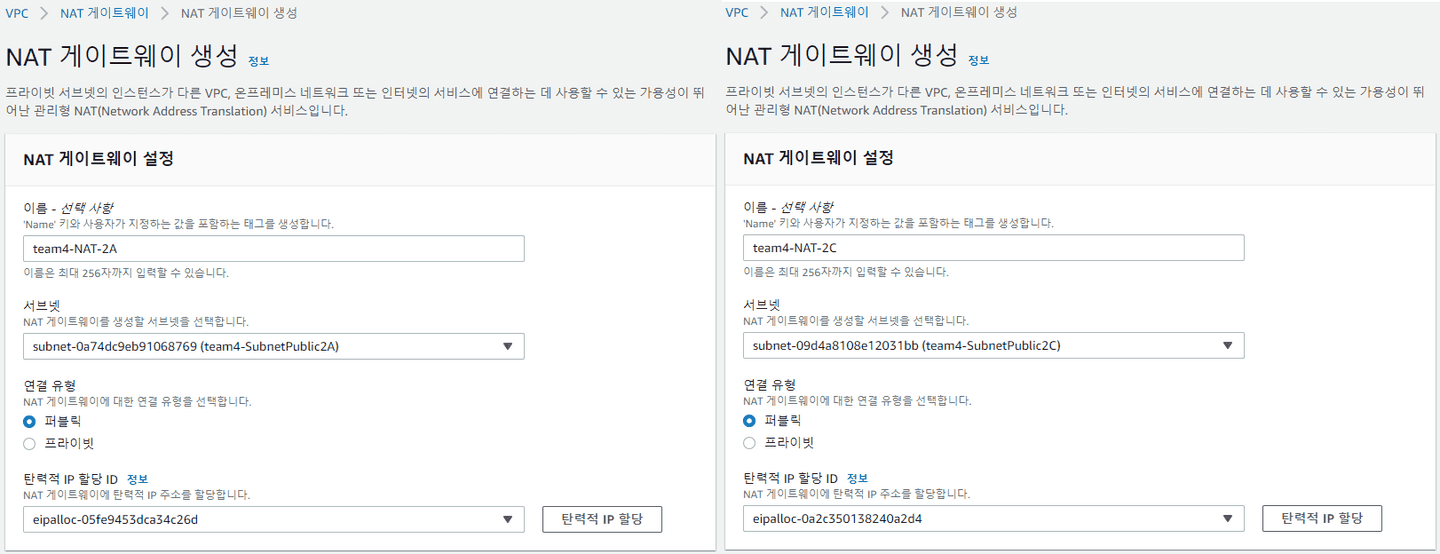 VPC > NAT 게이트웨이 > NAT 게이트웨이 생성
NAT 게이트웨이 생성 정보
프라이빗 서브넷의 인스턴스가 다른 VPC, 온프레미스 네트워크 또는 인터넷의 서비스에 연결하는 데 사용할 수 있는 가용성이 뛰
어난 관리형 NAT(Network Address Translation) 서비스입니다.
NAT 게이트웨이 설정
이름 - 선택 사항
'Name' 키와 사용자가 지정하는 값을 포함하는 태그를 생성합니다.
team4-NAT-2A
이름은 최대 256자까지 입력할 수 있습니다.
서브넷
NAT 게이트웨이를 생성할 서브넷을 선택합니다.
subnet-0a74dc9eb91068769 (team4-SubnetPublic2A)
연결 유형
NAT 게이트웨이에 대한 연결 유형을 선택합니다.
퍼블릭
프라이빗
탄력적 IP 할당 ID 정보
NAT 게이트웨이에 탄력적 IP 주소를 할당합니다.
eipalloc-05fe9453dca34c26d
탄력적 IP 할당
VPC > NAT 게이트웨이 > NAT 게이트웨이 생성
NAT 게이트웨이 생성 정보
프라이빗 서브넷의 인스턴스가 다른 VPC, 온프레미스 네트워크 또는 인터넷의 서비스에 연결하는 데 사용할 수 있는 가용성이 뛰
어난 관리형 NAT(Network Address Translation) 서비스입니다.
NAT 게이트웨이 설정
이름 - 선택 사항
'Name' 키와 사용자가 지정하는 값을 포함하는 태그를 생성합니다.
team4-NAT-2C
이름은 최대 256자까지 입력할 수 있습니다.
서브넷
NAT 게이트웨이를 생성할 서브넷을 선택합니다.
subnet-09d4a8108e12031bb (team4-SubnetPublic2C)
연결 유형
NAT 게이트웨이에 대한 연결 유형을 선택합니다.
퍼블릭
프라이빗
탄력적 IP 할당 ID 정보
NAT 게이트웨이에 탄력적 IP 주소를 할당합니다.
eipalloc-0a2c350138240a2d4
탄력적 IP 할당